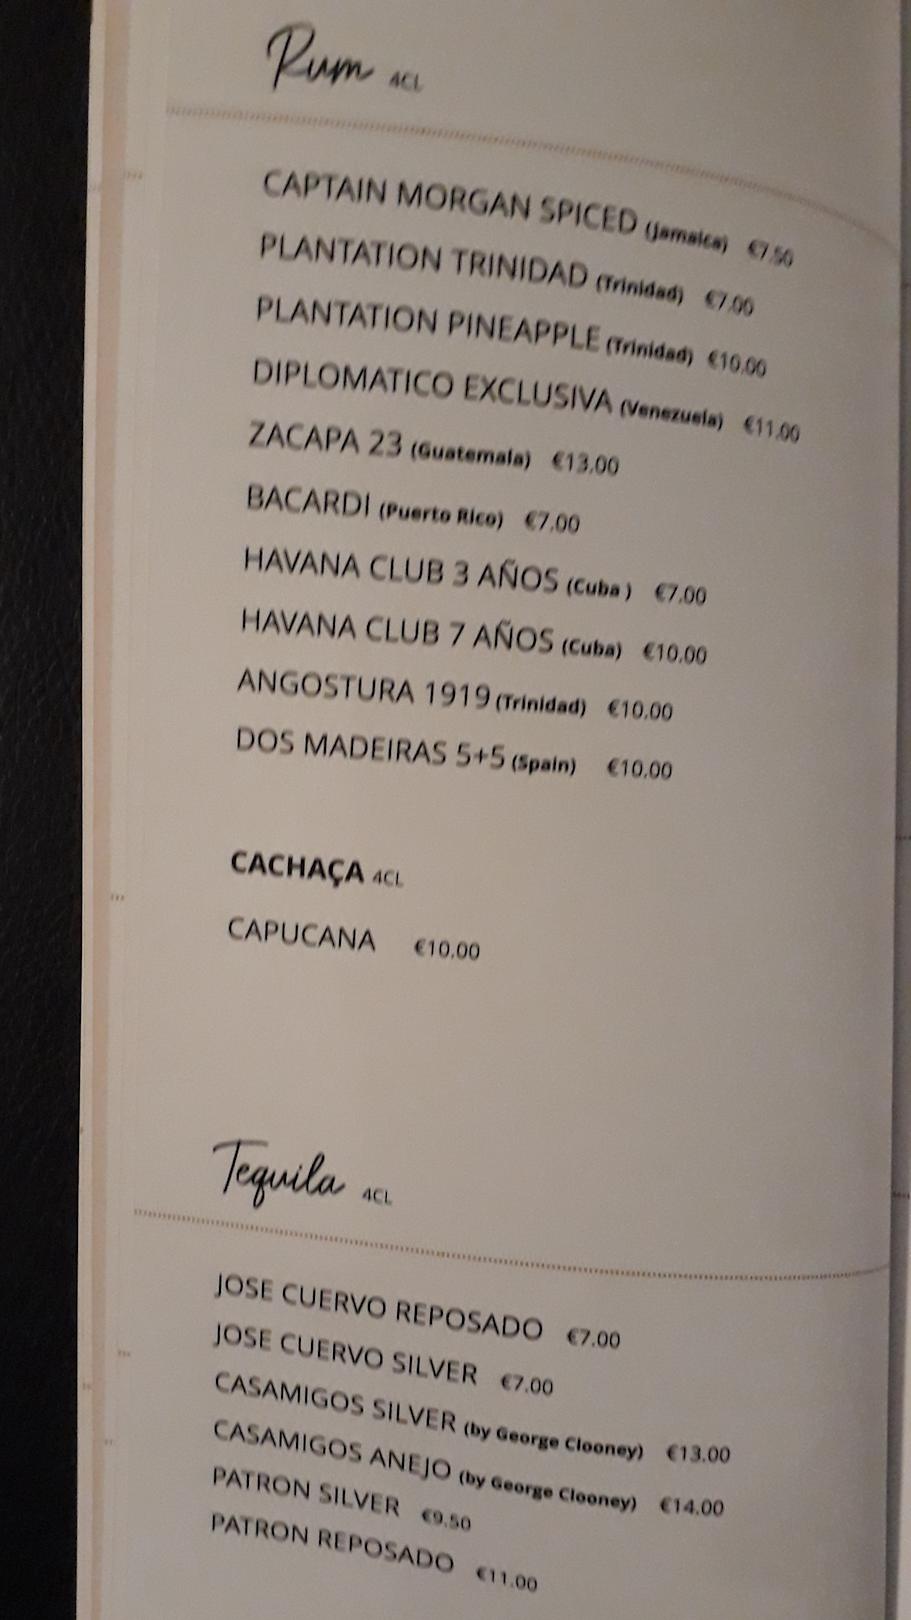 Rum 4CL
CAPTAIN MORGAN SPICED (Jamaica) €7.50
PLANTATION TRINIDAD (Trinidad) €7.00
PLANTATION PINEAPPLE (Trinidad) €10.00
DIPLOMATICO EXCLUSIVA (Venezuela) €11.00
ZACAPA 23 (Guatemala) €13.00
BACARDI (Puerto Rico) €7.00
HAVANA CLUB 3 AÑOS (Cuba ) €7.00
HAVANA CLUB 7 AÑOS (Cuba) €10.00
ANGOSTURA 1919 (Trinidad) €10.00
DOS MADEIRAS 5+5 (Spain) €10.00
CACHAÇA 4CL
CAPUCANA €10.00
Tequila 4CL
JOSE CUERVO REPOSADO €7.00
JOSE CUERVO SILVER €7.00
CASAMIGOS SILVER (by George Clooney) €13.00
CASAMIGOS ANEJO (by George Clooney) €14.00
PATRON SILVER €9.50
PATRON REPOSADO €11.00